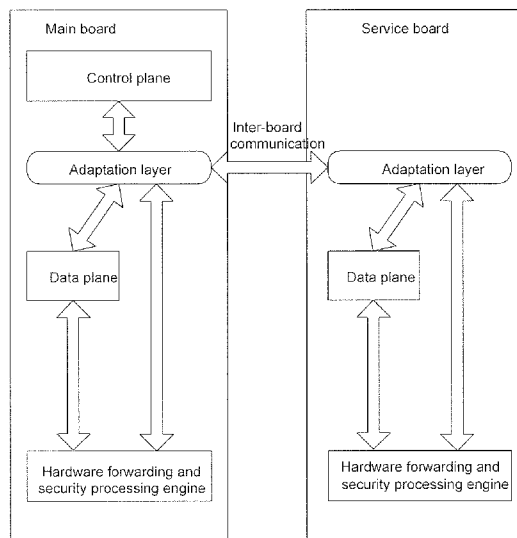 Main board
Control plane
Adaptation layer
Data plane
Hardware forwarding and
security processing engine
Inter-board
communication
Service board
Adaptation layer
Data plane
Hardware forwarding and
security processing engine